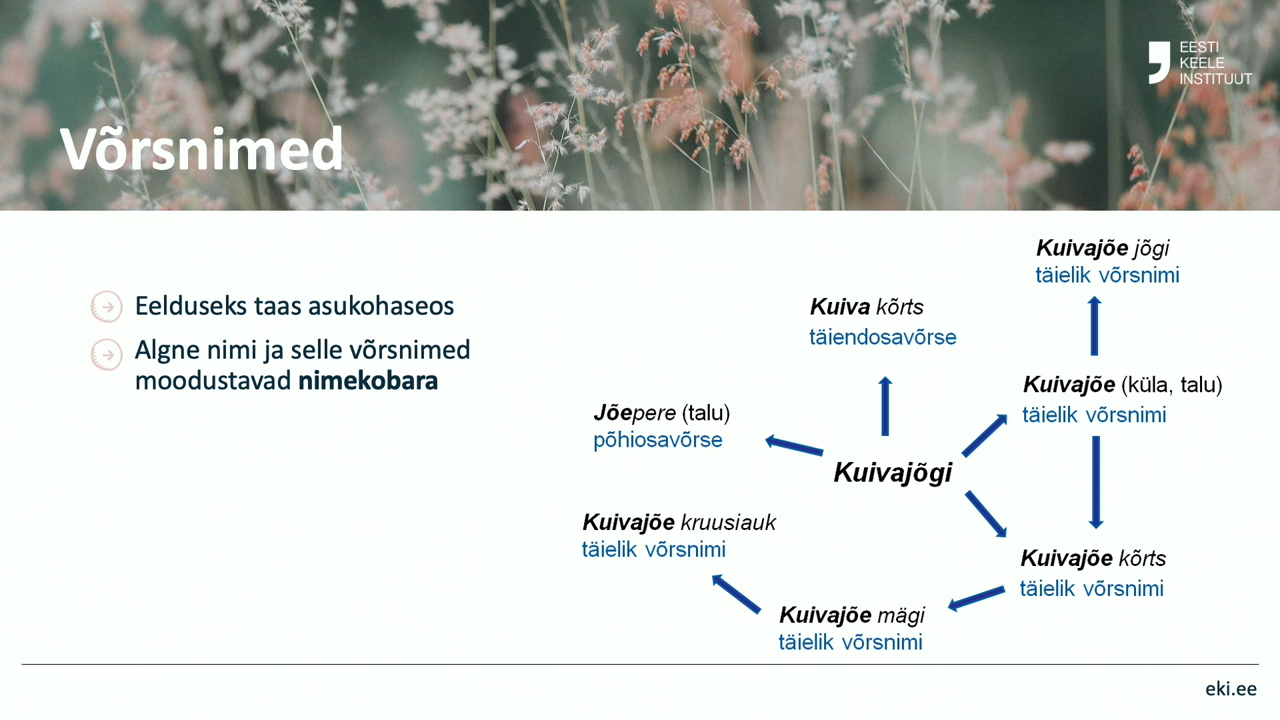 EESTI
KEELE
INSTITUUT
Võrsnimed
Eelduseks taas asukohaseos
Algne nimi ja selle võrsnimed
moodustavad nimekobara
Kuivajõe jõgi
täielik võrsnimi
Kuiva kõrts
täiendosavõrse
Kuivajõe (küla, talu)
täielik võrsnimi
Jõepere (talu)
põhiosavõrse
Kuivajõgi
Kuivajõe kruusiauk
täielik võrsnimi
Kuivajõe kõrts
täielik võrsnimi
Kuivajõe mägi
täielik võrsnimi
eki.ee